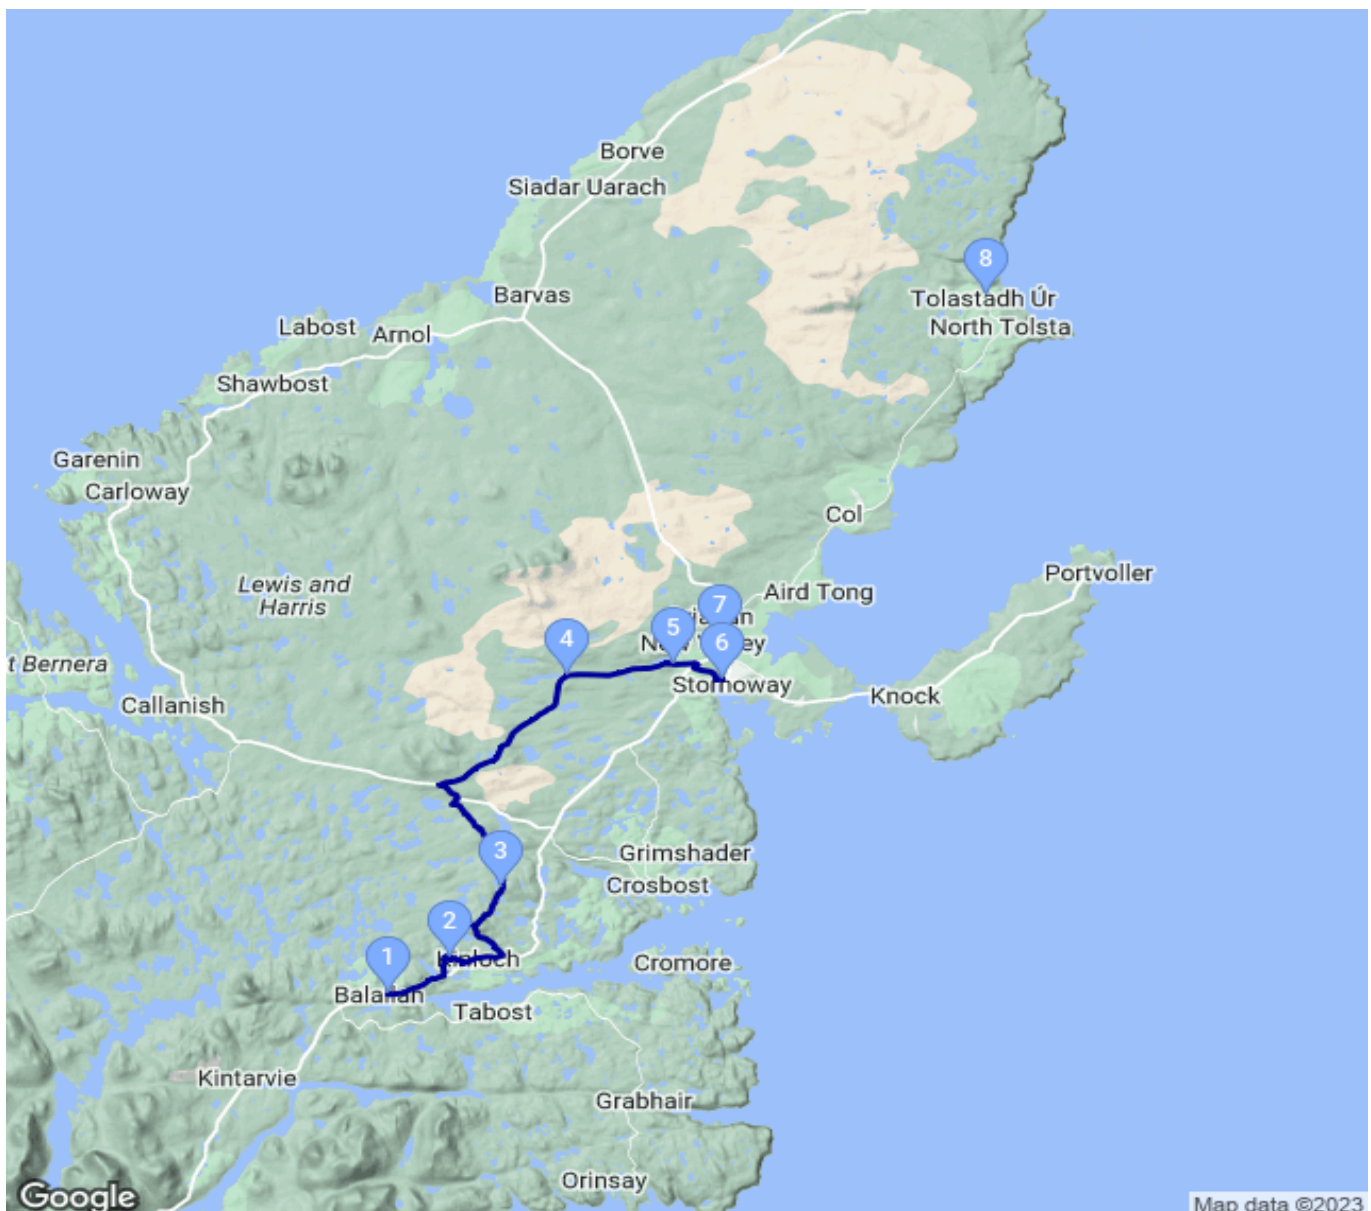 Borve
Siadar Uarach
8
Barvas
Tolastadh Úr
North Tolsta
Labost
Arnol
Shawbost
Garenin
Carloway
Col
Lewis and
Harris
Portvoller
Aird Tong
7
5
4
6
t Bernera
Stornoway
Knock
Callanish
3
Grimshader
Crosbost
2
1
Cromore
Tabost
Kintarvie
Grabhair
Orinsay
Google
Map data ©2023